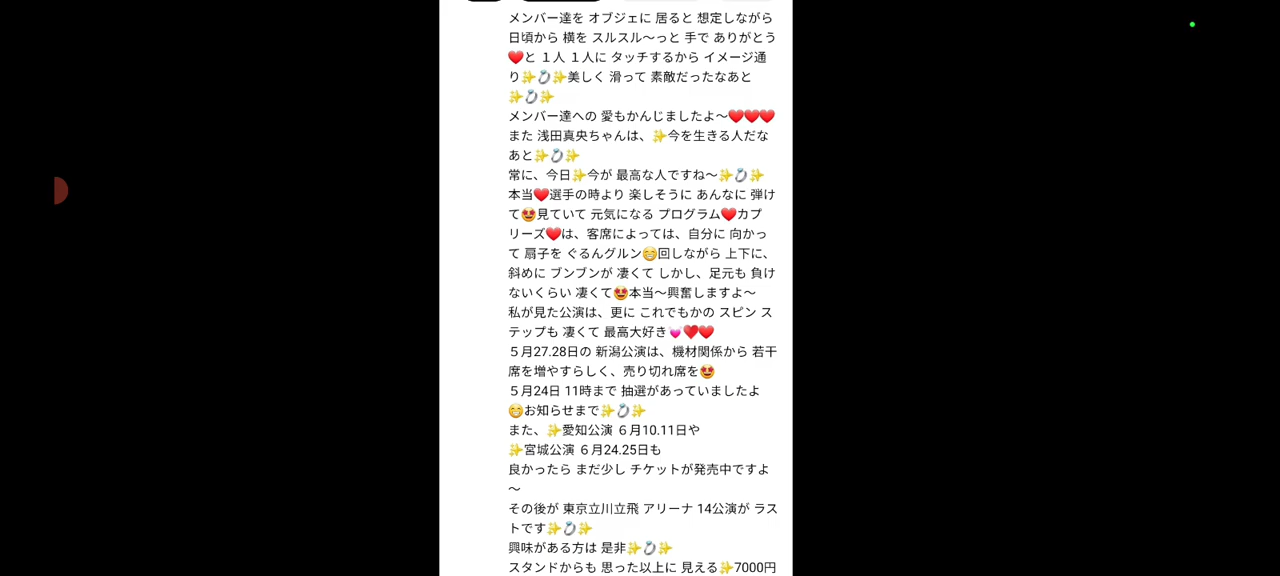 メンバー達を オブジェに 居ると 想定しながら
日頃から 横を スルスル〜っと 手で ありがとう
❤️と １人 １人に タッチするから イメージ通
り✨💍✨美しく 滑って 素敵だったなあと
✨💍✨
メンバー達への 愛もかんじましたよ〜❤️❤️❤️
また 浅田真央ちゃんは、✨今を生きる人だな
あと✨💍✨
常に、今日✨今が 最高な人ですね〜✨💍✨
本当❤️選手の時より 楽しそうに あんなに 弾け
て🤩見ていて 元気になる プログラム❤️カプ
リーズ❤️は、客席によっては、自分に 向かっ
て 扇子を ぐるんグルン😁回しながら 上下に、
斜めに ブンブンが 凄くて しかし、足元も 負け
ないくらい 凄くて🤩本当〜興奮しますよ〜
私が見た公演は、更に これでもかの スピン ス
テップも 凄くて 最高大好き💓❤️❤️
５月27.28日の 新潟公演は、機材関係から 若干
席を増やすらしく、売り切れ席を🤩
５月24日 11時まで 抽選があっていましたよ
😁お知らせまで✨💍✨
また、✨愛知公演 ６月10.11日や
✨宮城公演 ６月24.25日も
良かったら まだ少し チケットが発売中ですよ
〜
その後が 東京立川立飛 アリーナ 14公演が ラス
トです✨💍✨
興味がある方は 是非✨💍✨
スタンドからも 思った以上に 見える✨7000円